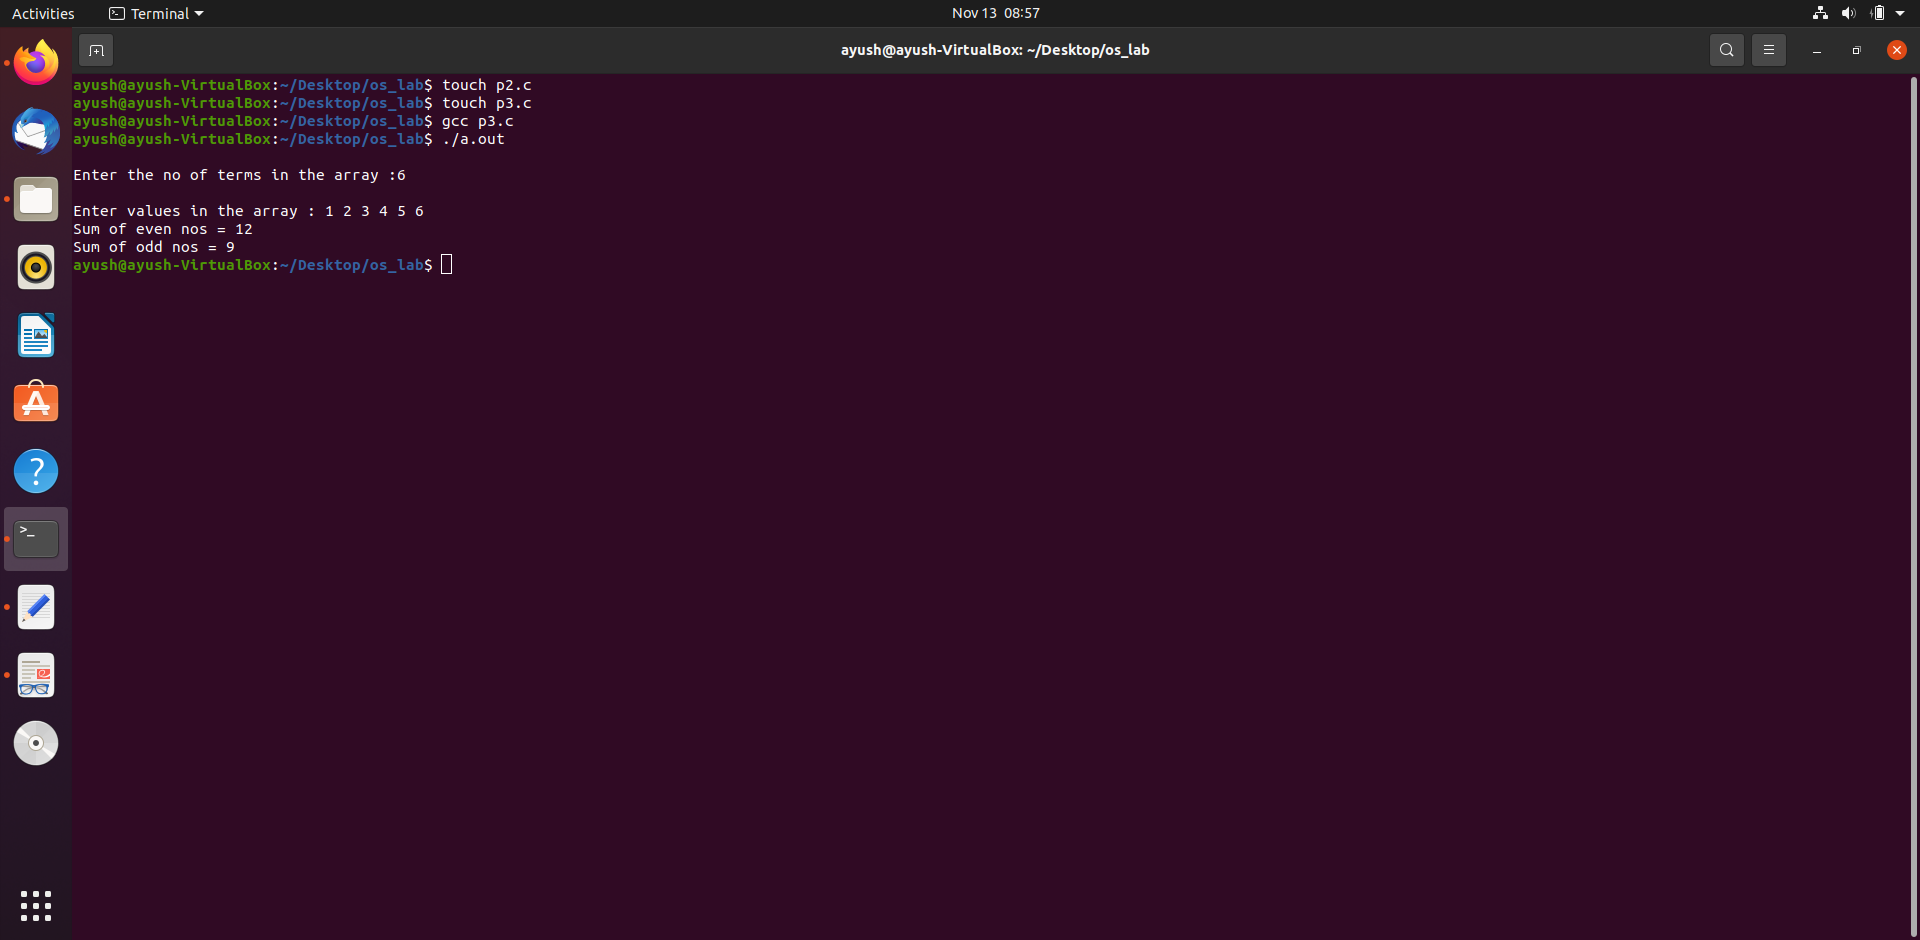 Activities Terminal Nov 13 08:57
ayush@ayush-VirtualBox: ~/Desktop/os_lab
ayush@ayush-VirtualBox:~/Desktop/os_lab$ touch p2.c
ayush@ayush-VirtualBox:~/Desktop/os_lab$ touch p3.c
ayush@ayush-VirtualBox:~/Desktop/os_lab$ gcc p3.c
ayush@ayush-VirtualBox:~/Desktop/os_lab$ ./a.out
Enter the no of terms in the array :6
Enter values in the array : 1 2 3 4 5 6
Sum of even nos = 12
Sum of odd nos = 9
ayush@ayush-VirtualBox:~/Desktop/os_lab$